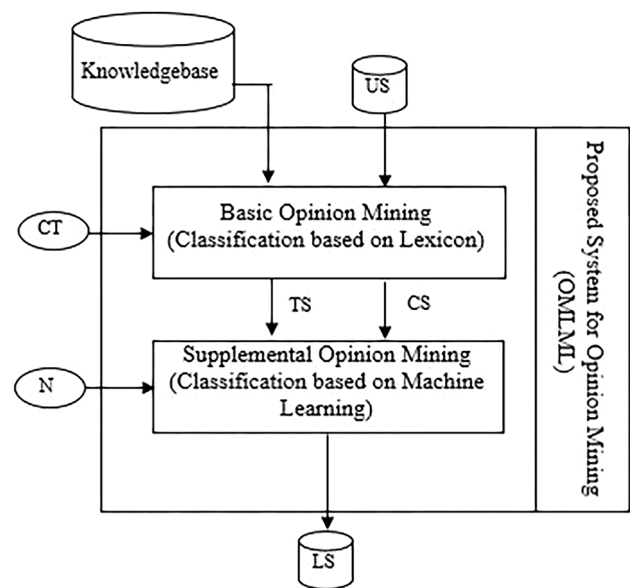 Knowledgebase
US
Basic Opinion Mining
(Classification based on Lexicon)
CT
TS
CS
Supplemental Opinion Mining
(Classification based on Machine
Learning)
N
LS
Proposed System for Opinion Mining
(OMLML)